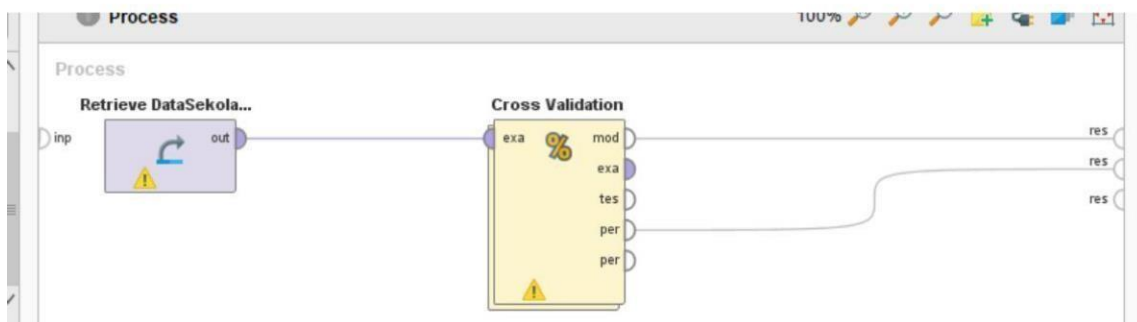 Process
100%
Process
Retrieve DataSekola...
Cross Validation
inp
out
exa
mod
exa
tes
per
per
res
res
res